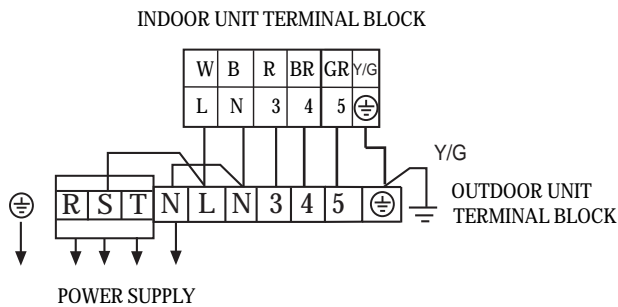 INDOOR UNIT TERMINAL BLOCK
W B R BR GR Y/G
L N 3 4 5
Y/G
R S T N L N 3 4 5
OUTDOOR UNIT
TERMINAL BLOCK
POWER SUPPLY